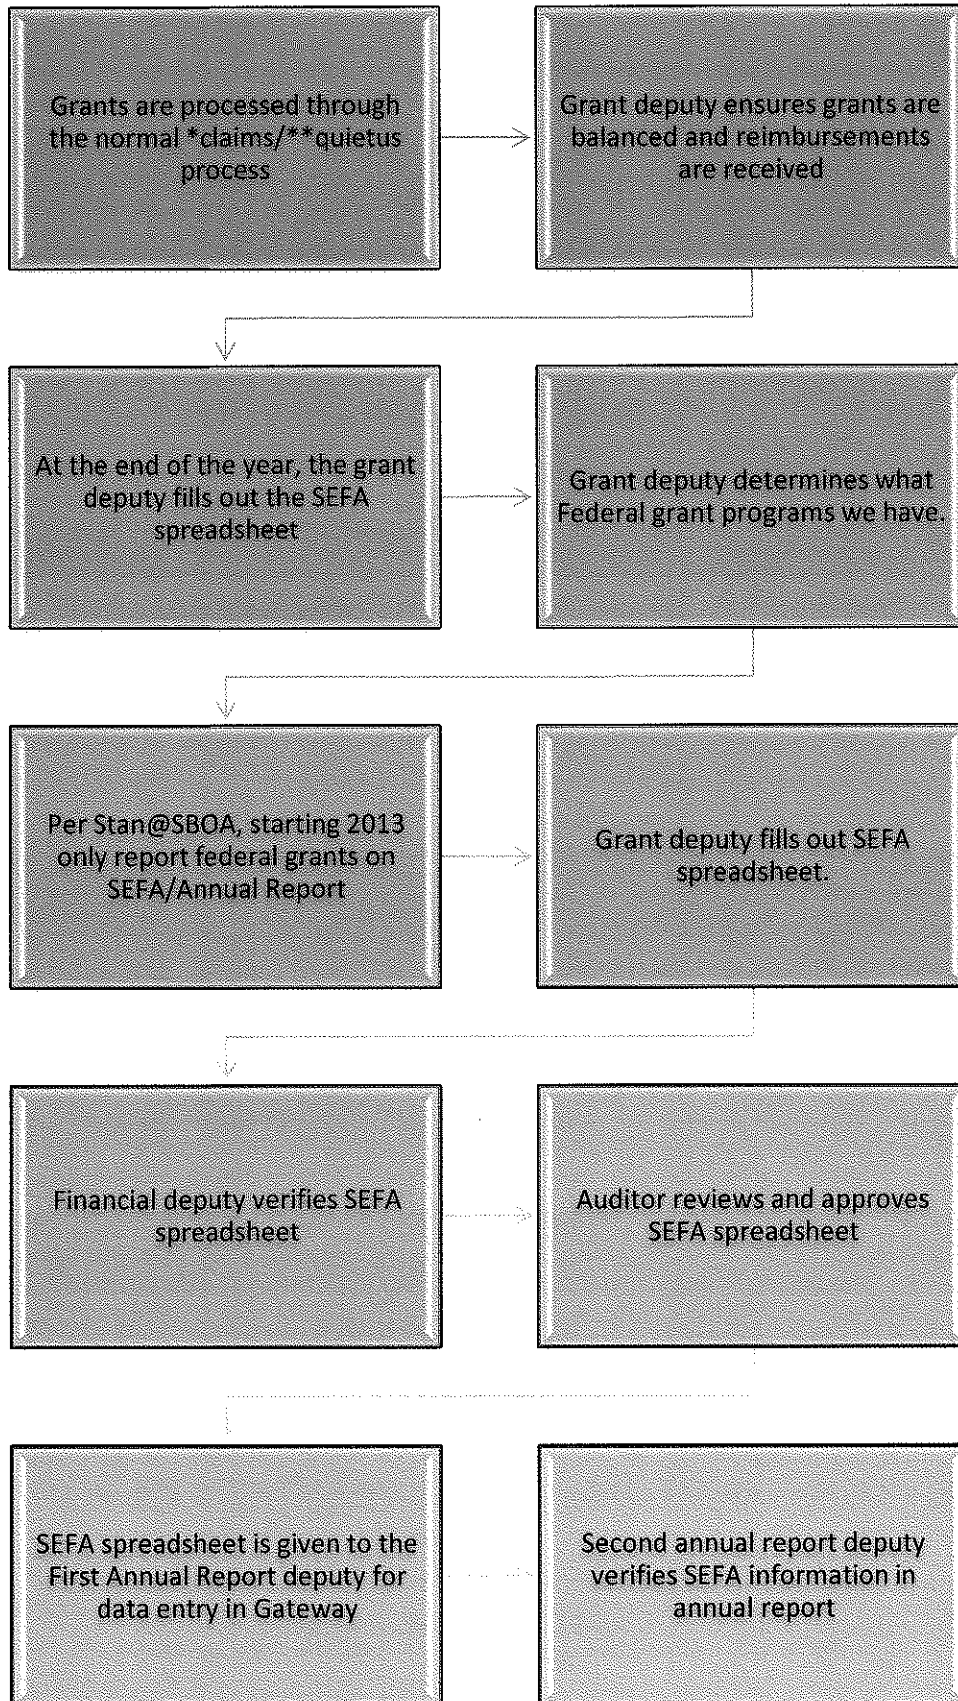 Grants are processed through
the normal *claims/**quietus
process
Grant deputy ensures grants are
balanced and reimbursements
are received
At the end of the year, the grant
deputy fills out the SEFA
spreadsheet
Grant deputy determines what
Federal grant programs we have.
Per Stan@SBOA, starting 2013
only report federal grants on
SEFA/Annual Report
Grant deputy fills out SEFA
spreadsheet.
Financial deputy verifies SEFA
spreadsheet
Auditor reviews and approves
SEFA spreadsheet
SEFA spreadsheet is given to the
First Annual Report deputy for
data entry in Gateway
Second annual report deputy
verifies SEFA information in
annual report